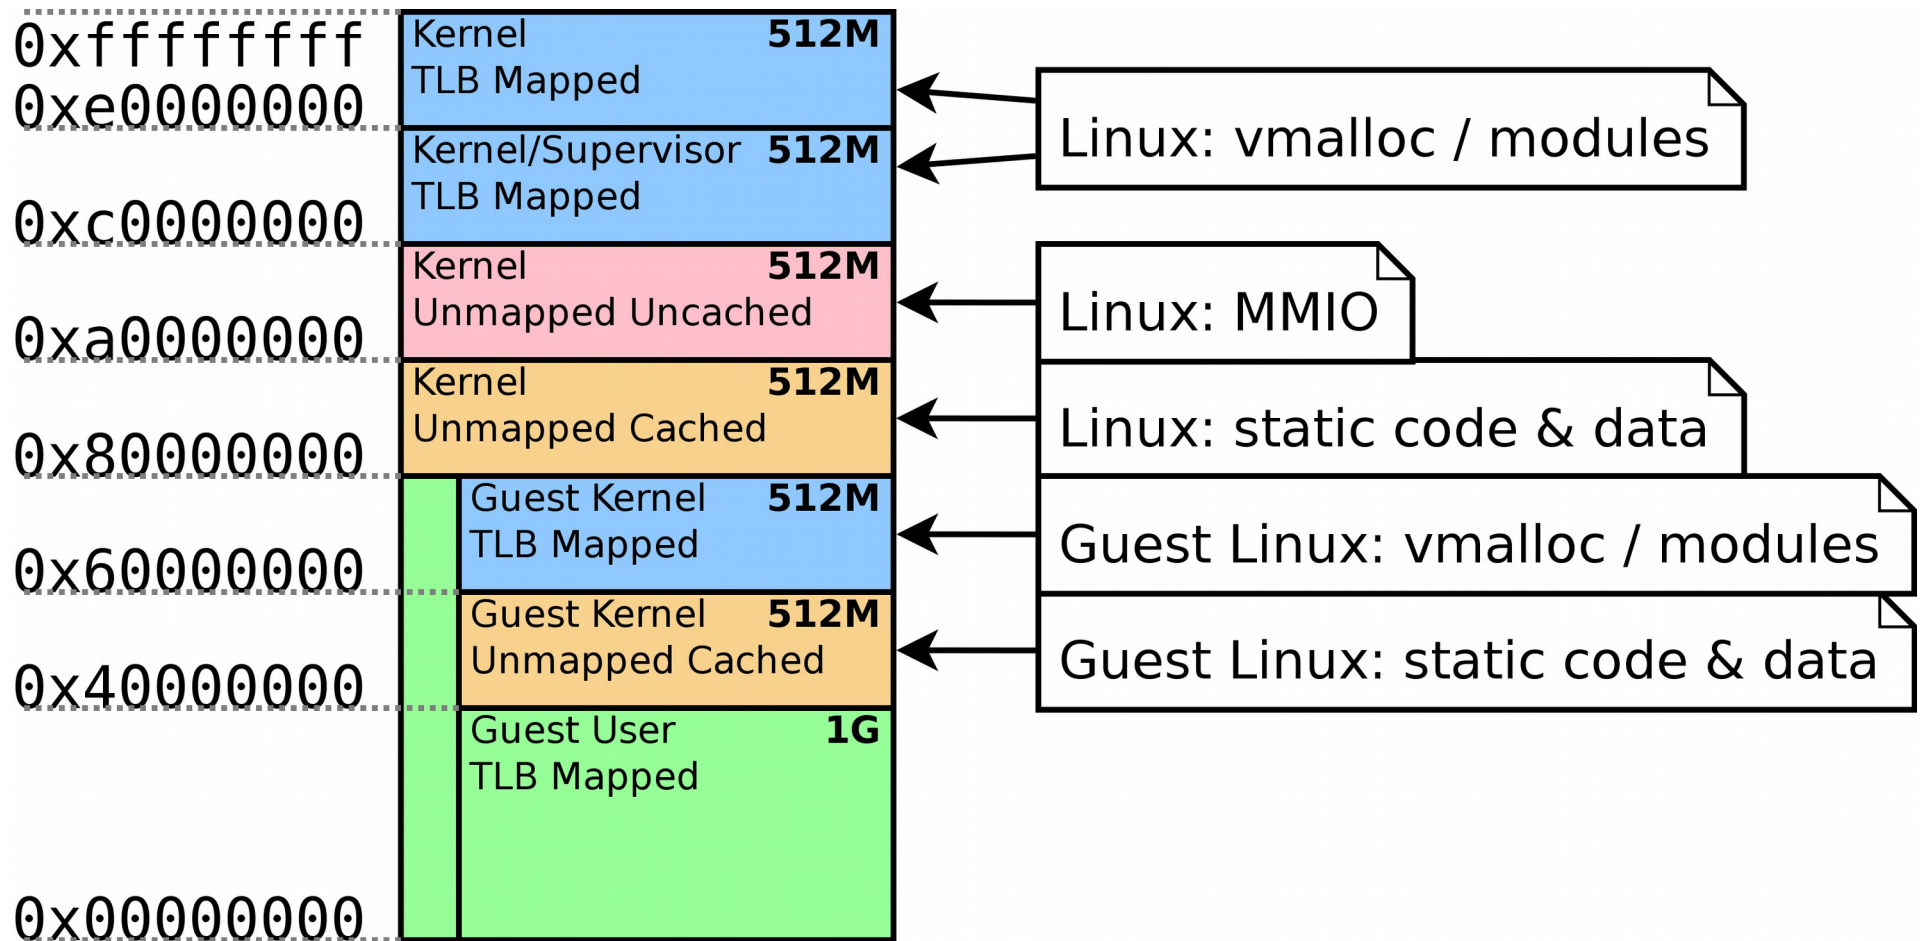 0xffffffff
0xe0000000
0xc0000000
0xa0000000
0x80000000
0x60000000
0x40000000
0x00000000
Kernel 512M
TLB Mapped
Kernel/Supervisor 512M
TLB Mapped
Kernel 512M
Unmapped Uncached
Kernel 512M
Unmapped Cached
Guest Kernel 512M
TLB Mapped
Guest Kernel 512M
Unmapped Cached
Guest User 1G
TLB Mapped
Linux: vmalloc / modules
Linux: MMIO
Linux: static code & data
Guest Linux: vmalloc / modules
Guest Linux: static code & data